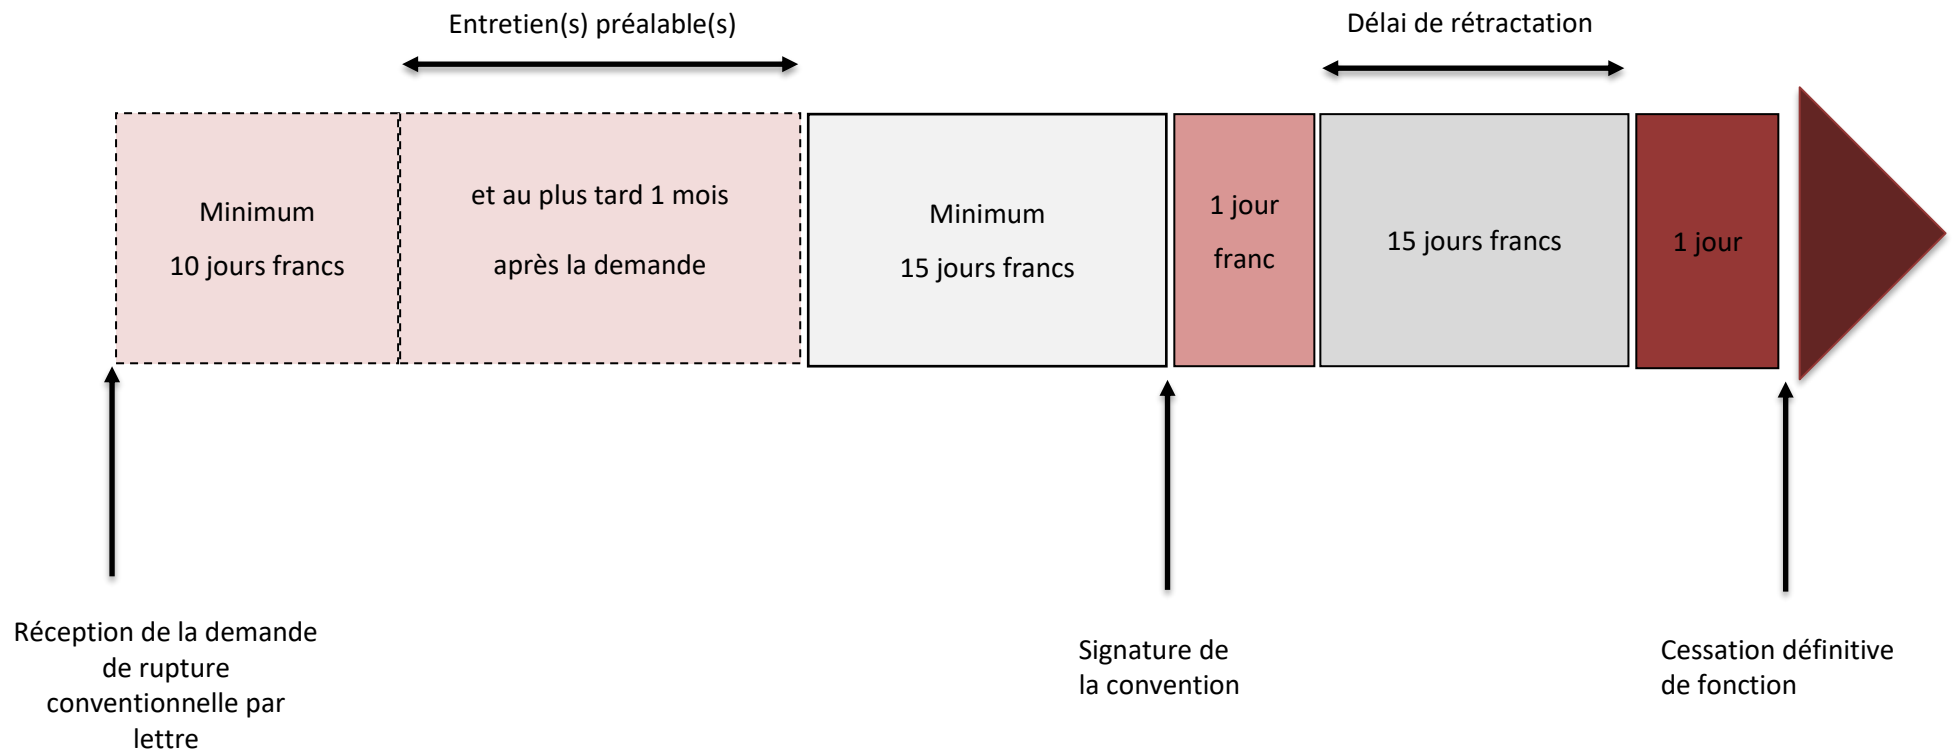 Entretien(s) préalable(s)
Délai de rétractation
Minimum
10 jours francs
et au plus tard 1 mois
après la demande
Minimum
15 jours francs
1 jour
franc
15 jours francs
1 jour
Réception de la demande
de rupture
conventionnelle par
lettre
Signature de
la convention
Cessation définitive
de fonction